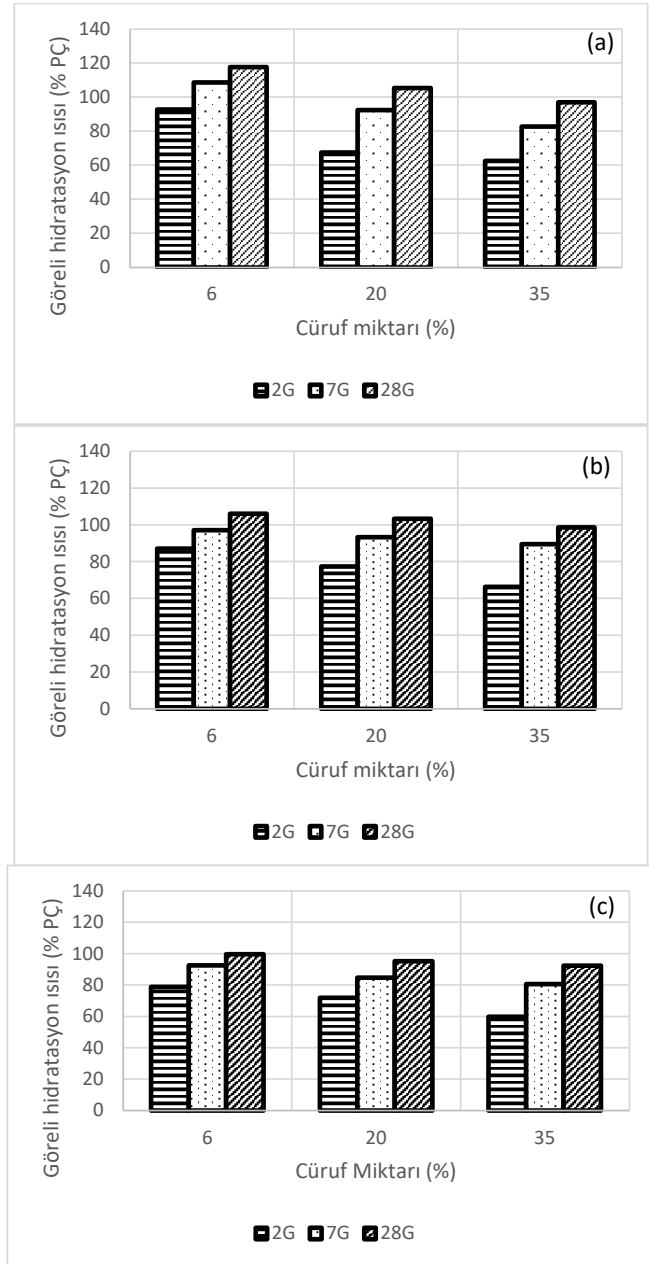 (a)
Göreli hidratasyon ısısı (% PÇ)
140
120
100
80
60
40
20
0
6 20 35
Cüruf miktarı (%)
2G 7G 28G
(b)
Göreli hidratasyon ısısı (% PÇ)
140
120
100
80
60
40
20
0
6 20 35
Cüruf miktarı (%)
2G 7G 28G
(c)
Göreli hidratasyon ısısı (% PÇ)
140
120
100
80
60
40
20
0
6 20 35
Cüruf Miktarı (%)
2G 7G 28G